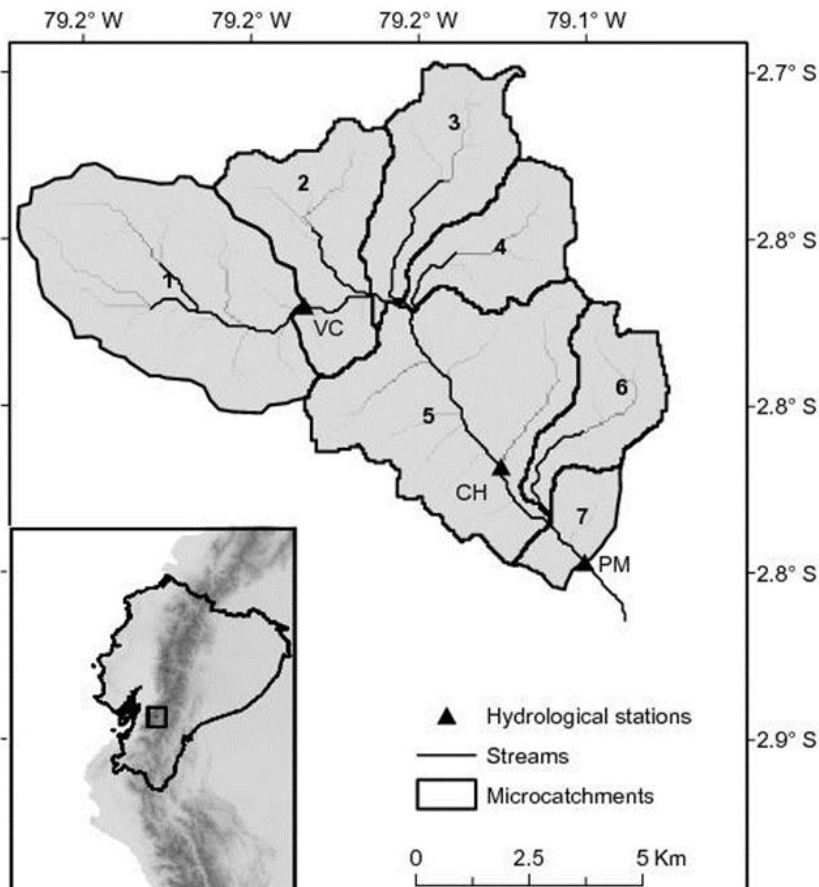 79.2° W 79.2° W 79.2° W 79.1° W
2.7° S
3
2
2.8° S
4
1
VC
6
2.8° S
5
CH
7
PM
2.8° S
Hydrological stations
2.9° S
Streams
Microcatchments
0 2.5 5 Km